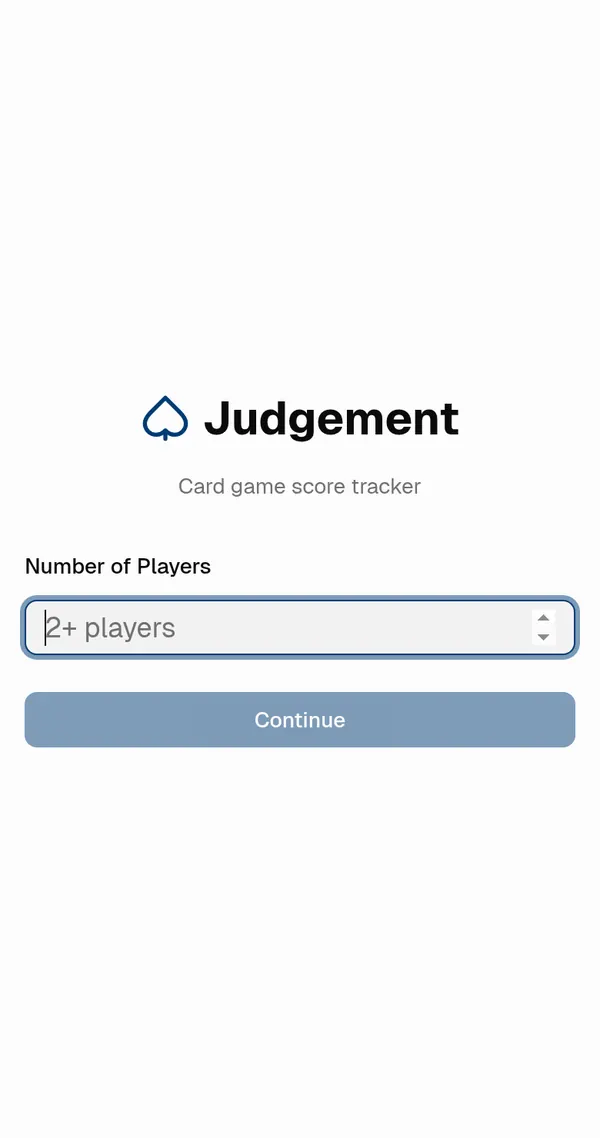 Judgement
Card game score tracker
Number of Players
2+ players
Continue